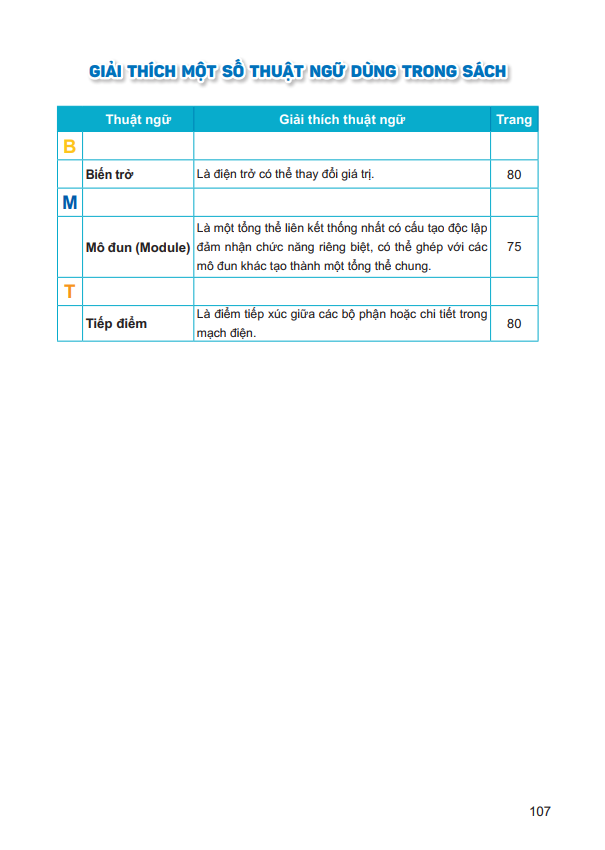 GIẢI THÍCH MỘT SỐ THUẬT NGỮ DÙNG TRONG SÁCH
Thuật ngữ Giải thích thuật ngữ Trang
B
Biến trở Là điện trở có thể thay đổi giá trị. 80
M
Là một tổng thể liên kết thống nhất có cấu tạo độc lập
Mô đun (Module) đảm nhận chức năng riêng biệt, có thể ghép với các 75
mô đun khác tạo thành một tổng thể chung.
T
Là điểm tiếp xúc giữa các bộ phận hoặc chi tiết trong
Tiếp điểm 80
mạch điện.
107